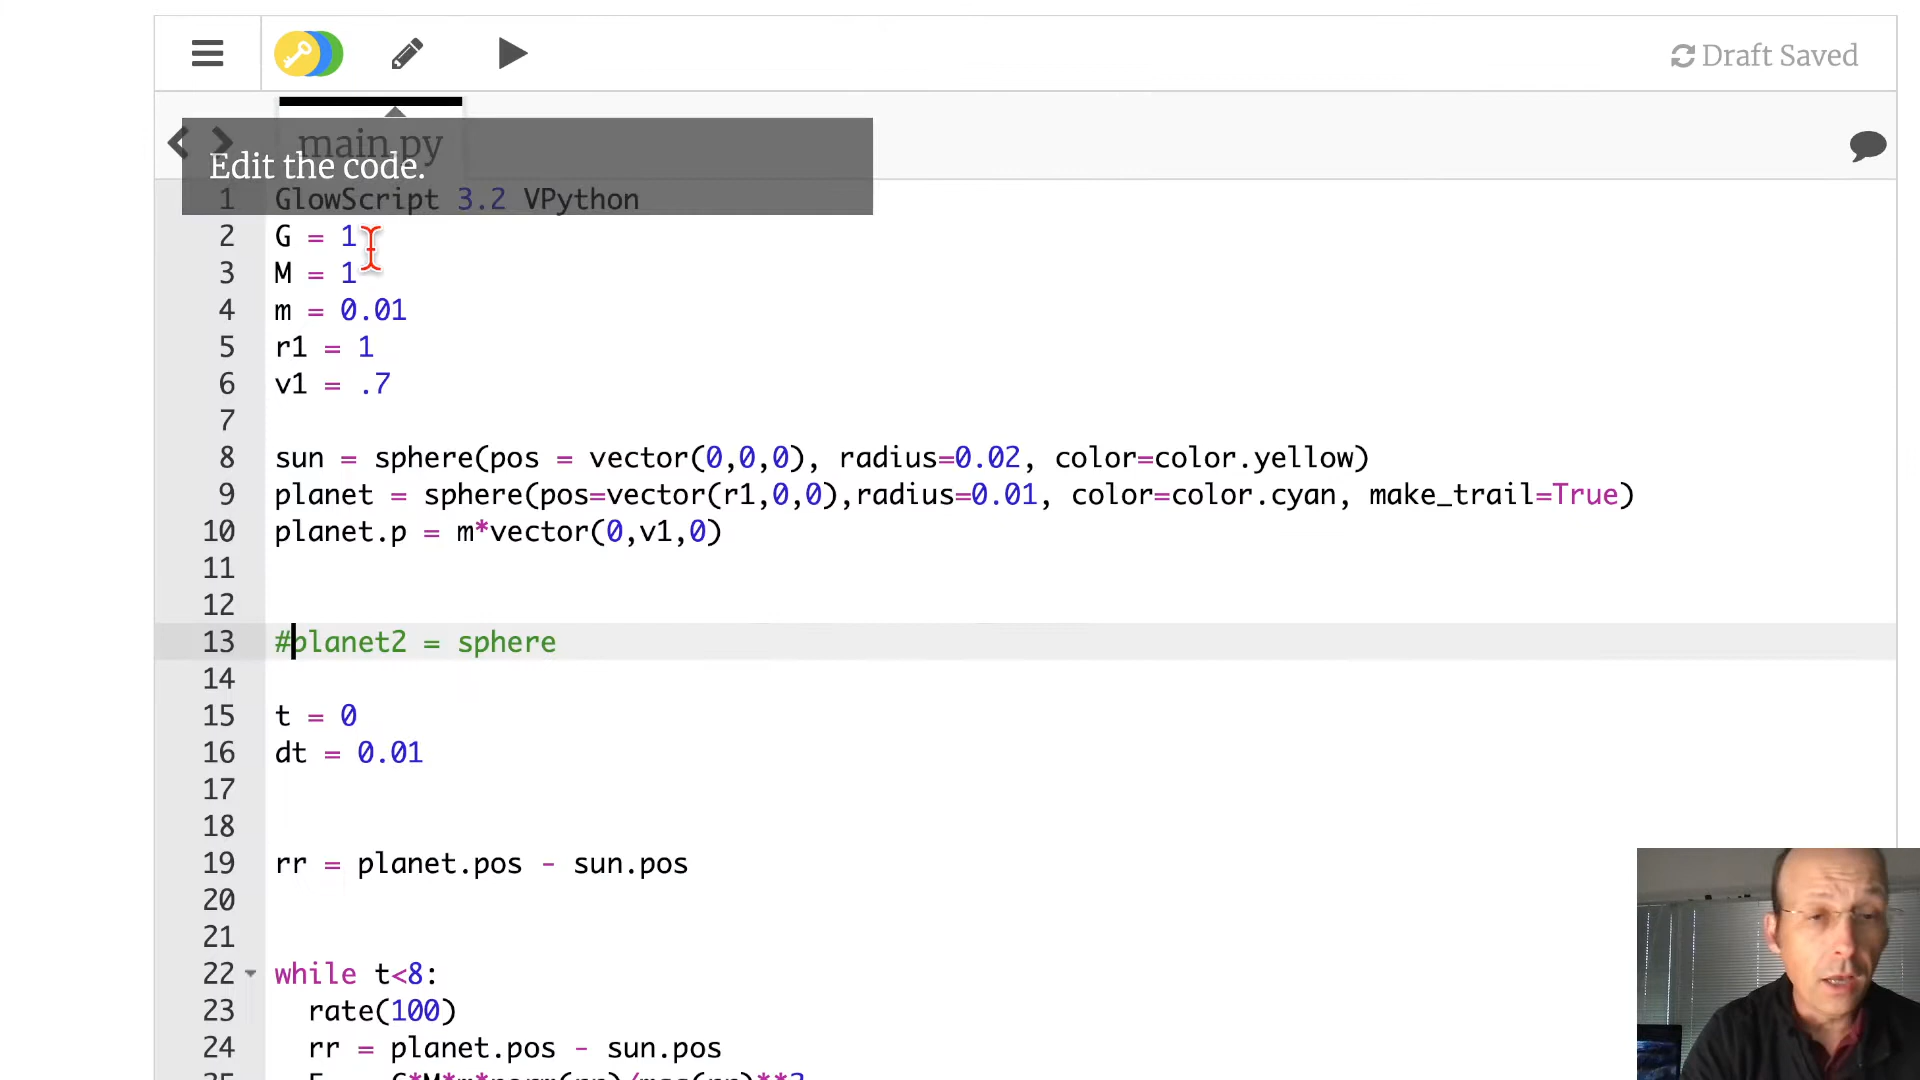 Draft Saved
main.py
Edit the code.
1 GlowScript 3.2 VPython
2 G = 1
3 M = 1
4 m = 0.01
5 r1 = 1
6 v1 = .7
7
8 sun = sphere(pos = vector(0,0,0), radius=0.02, color=color.yellow)
9 planet = sphere(pos=vector(r1,0,0),radius=0.01, color=color.cyan, make_trail=True)
10 planet.p = m*vector(0,v1,0)
11
12
13 #planet2 = sphere
14
15 t = 0
16 dt = 0.01
17
18
19 rr = planet.pos - sun.pos
20
21
22 while t<8:
23 rate(100)
24 rr = planet.pos - sun.pos